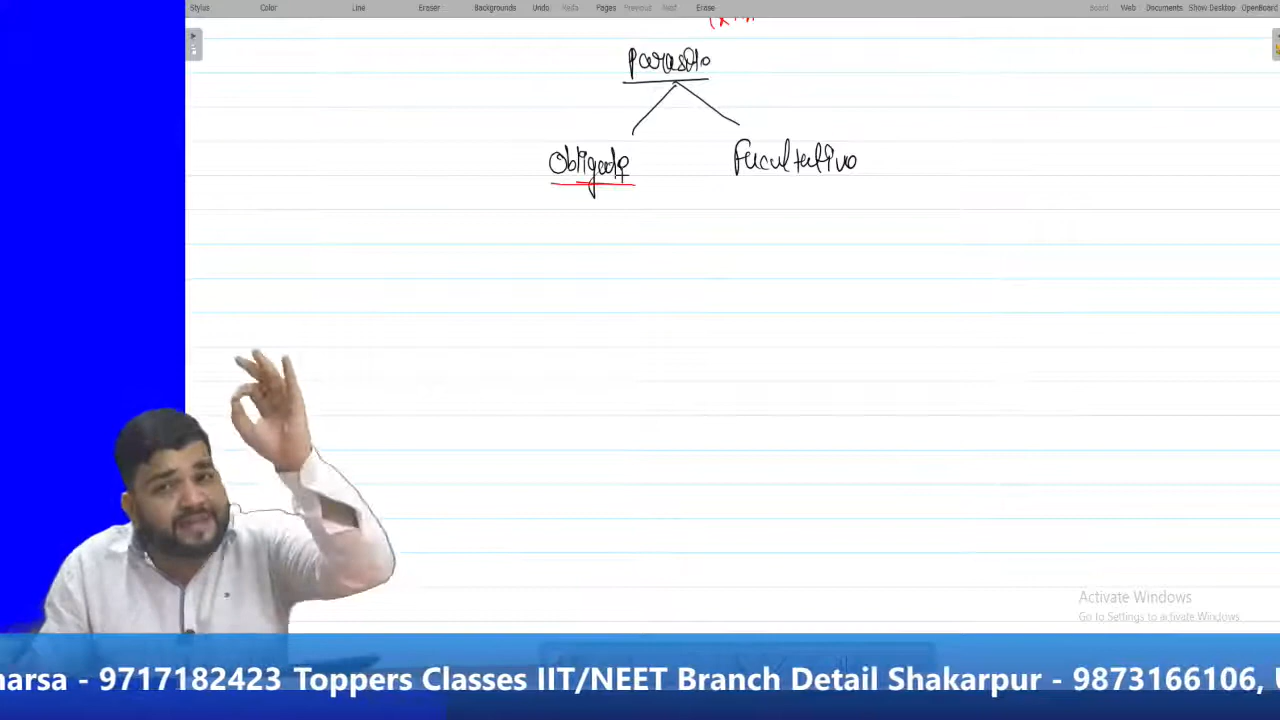 Stylus Color Line Eraser Backgrounds Undo Redo Pages Previous Next Erase Board Web Documents Show Desktop OpenBoard
Parasite
Obligate Facultative
Activate Windows
Go to Settings to activate Windows.
harsa - 9717182423 Toppers Classes IIT/NEET Branch Detail Shakarpur - 9873166106, U